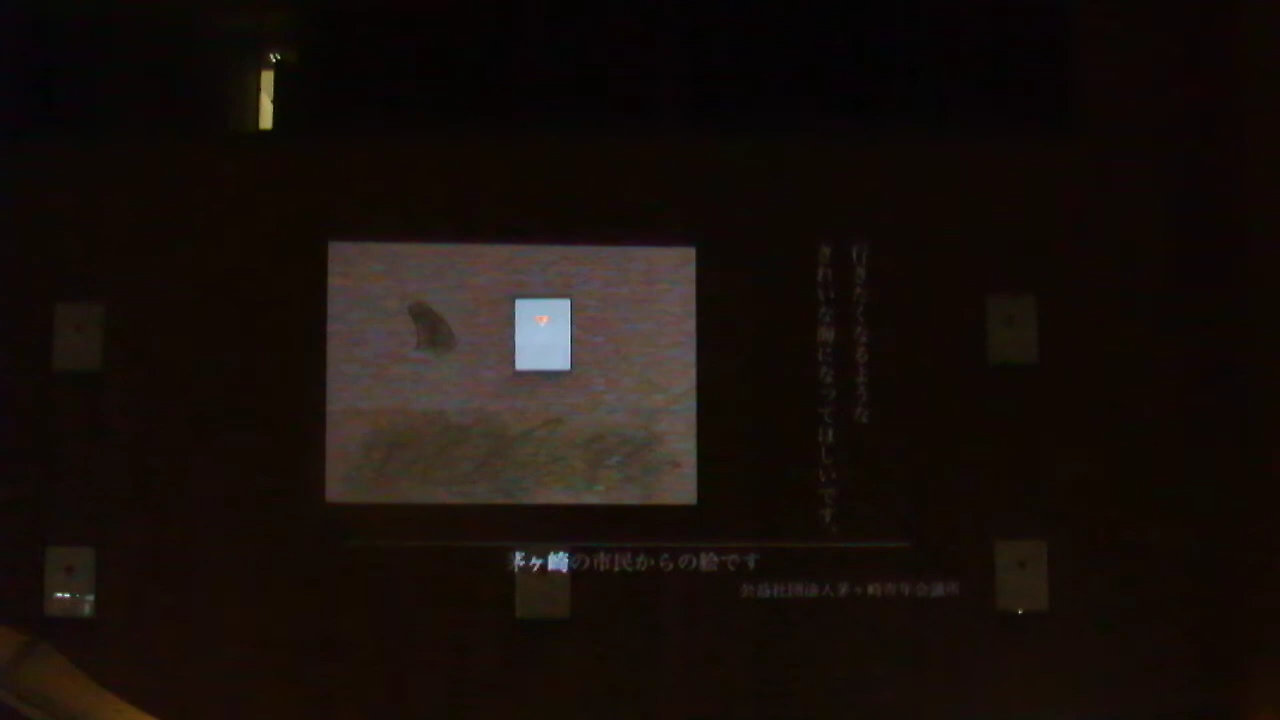 行きたくなるような
きれいな海になってほしいです。
茅ヶ崎の市民からの絵です
公益社団法人茅ヶ崎青年会議所